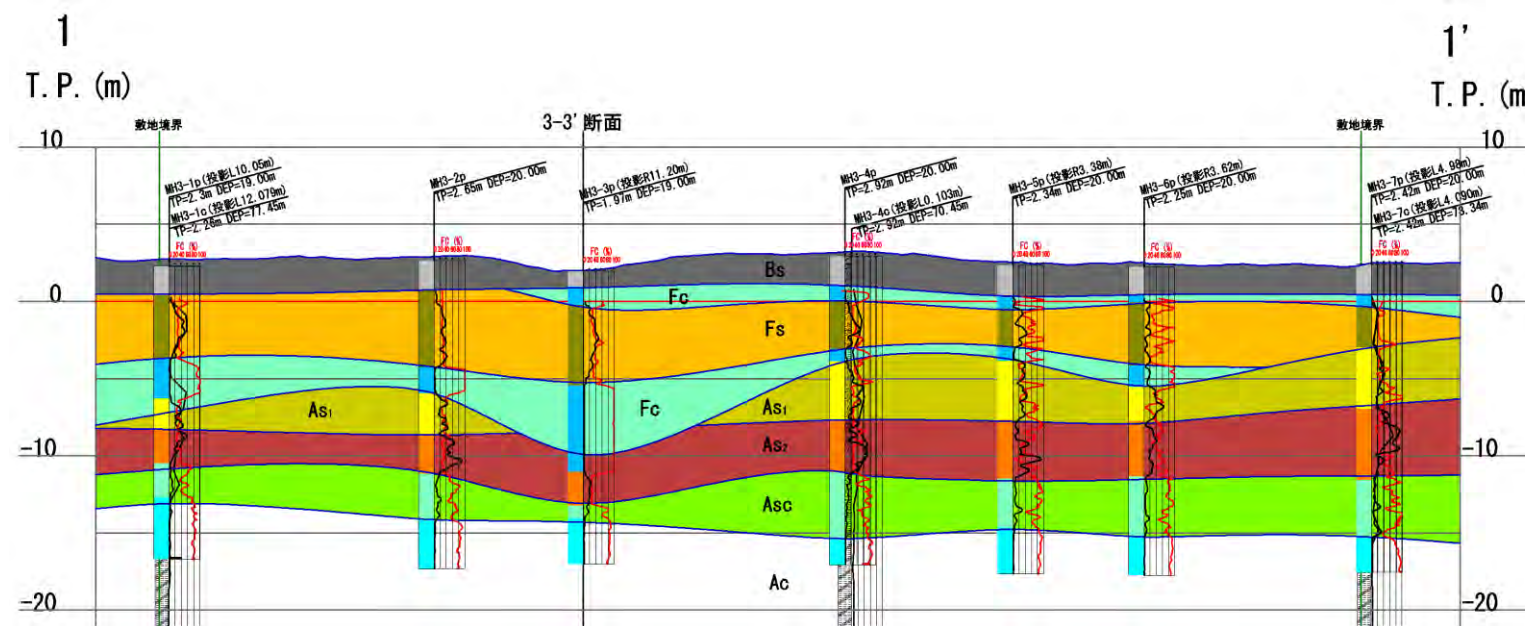 1
1'
T.P. (m)
T.P. (m
敷地境界
3-3' 断面
敷地境界
10
10
MH3-1p (投影L10.05m)
TP=2.3m DEP=19.00m
MH3-1c (投影L12.079m)
TP=2.26m DEP=77.45m
MH3-2p
TP=2.65m DEP=20.00m
MH3-3p (投影R11.20m)
TP=1.97m DEP=19.00m
MH3-4p
TP=2.92m DEP=20.00m
MH3-4c (投影L0.103m)
TP=2.92m DEP=70.45m
MH3-5p (投影R3.38m)
TP=2.34m DEP=20.00m
MH3-6p (投影R3.62m)
TP=2.25m DEP=20.00m
MH3-7p (投影L4.98m)
TP=2.42m DEP=20.00m
MH3-7c (投影L4.090m)
TP=2.42m DEP=73.34m
FC (%)
FC (%)
FC (%)
FC (%)
FC (%)
FC (%)
FC (%)
Bs
Fc
0
0
Fs
As1
Fc
As1
-10
As2
-10
Asc
Ac
-20
-20